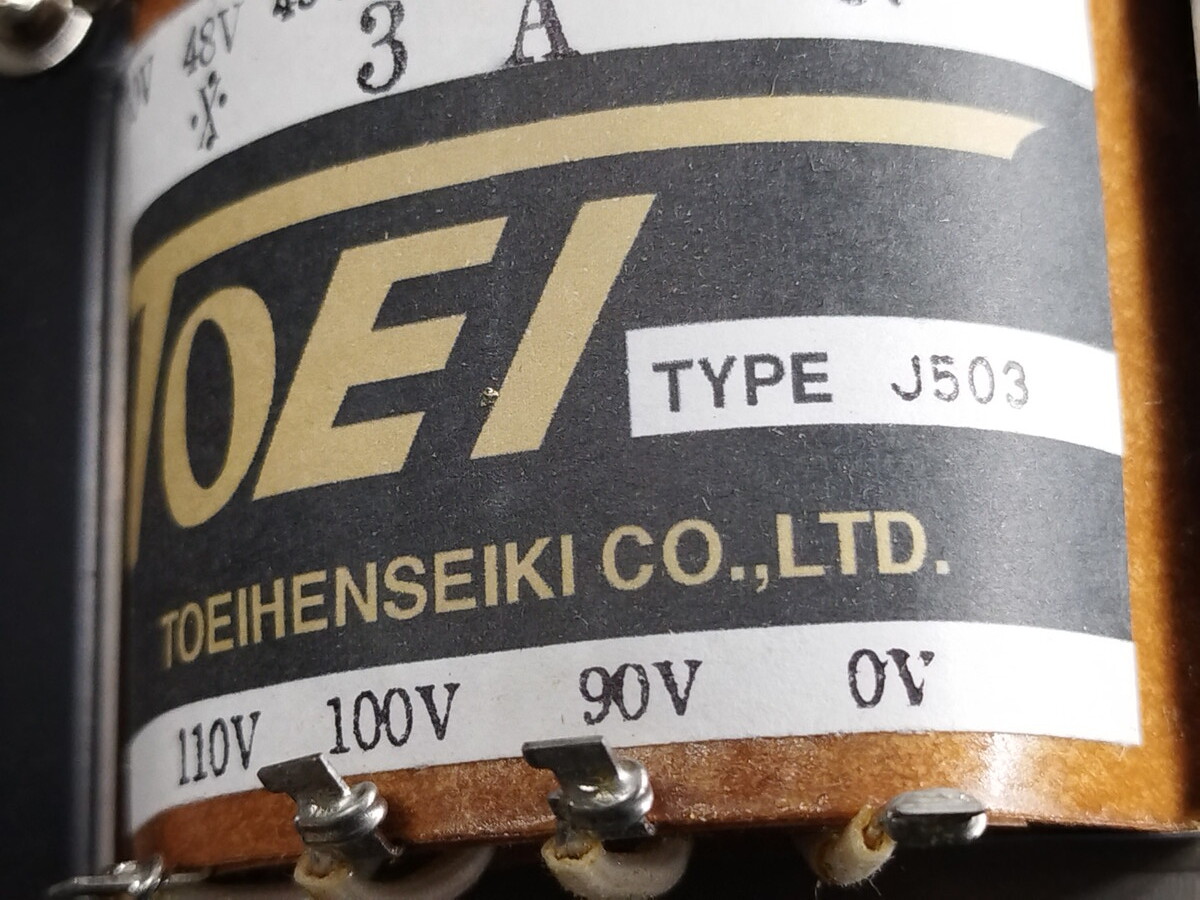 48V
3 A
TOEI
TYPE J503
TOEIHENSEIKI CO.,LTD.
110V 100V 90V 0V